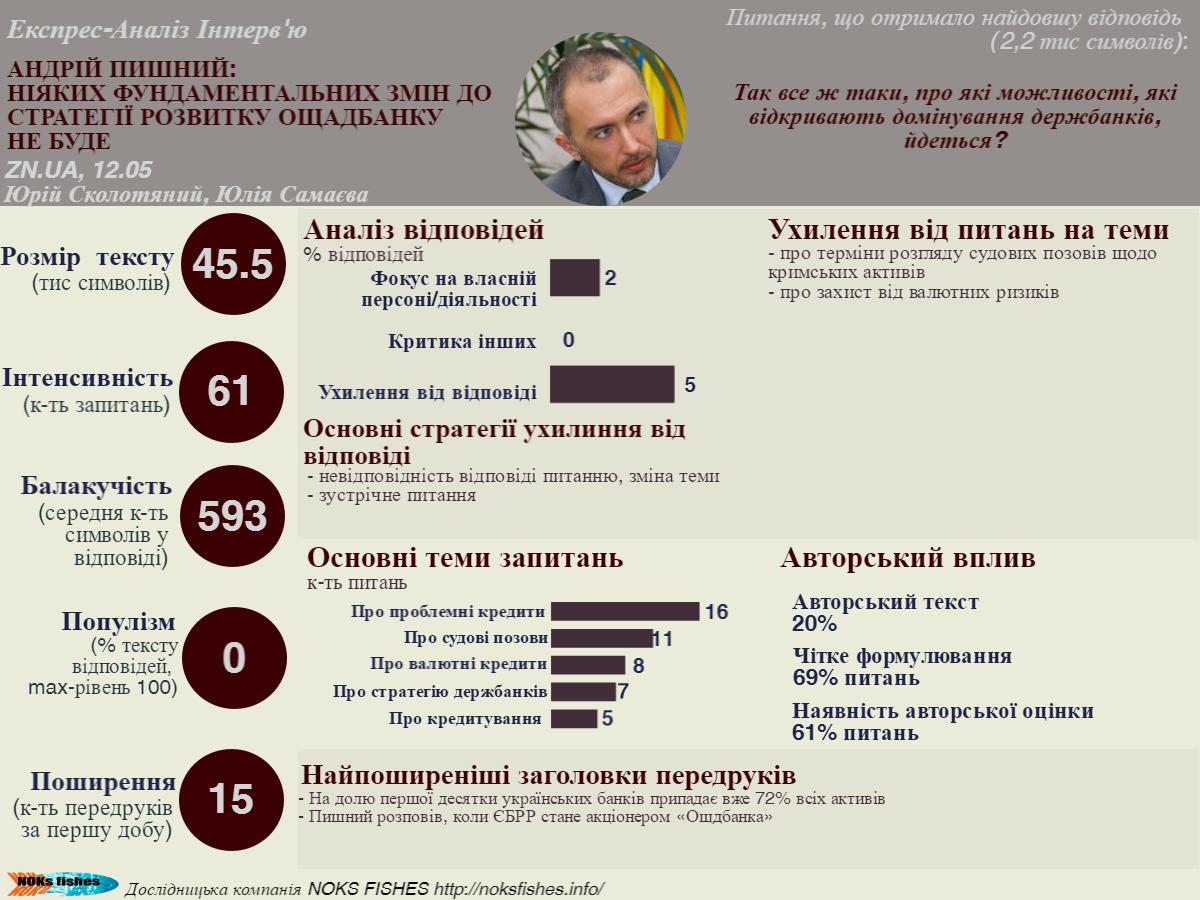 Експрес-Аналіз Інтерв'ю
АНДРІЙ ПИШНИЙ:
НІЯКИХ ФУНДАМЕНТАЛЬНИХ ЗМІН ДО
СТРАТЕГІЇ РОЗВИТКУ ОЩАДБАНКУ
НЕ БУДЕ
ZN.UA, 12.05
Юрій Сколотяний, Юлія Самаєва
Питання, що отримало найдовшу відповідь
(2,2 тис символів):
Так все ж таки, про які можливості, які
відкривають домінування держбанків,
йдеться?
Розмір тексту
(тис символів)
45.5
Інтенсивність
(к-ть запитань)
61
Балакучість
(середня к-ть
символів у
відповіді)
593
Популізм
(% тексту
відповідей,
max-рівень 100)
0
Поширення
(к-ть передруків
за першу добу)
15
Аналіз відповідей
% відповідей
Фокус на власній
персоні/діяльності
2
Критика інших
0
Ухилення від відповіді
5
Основні стратегії ухилиння від
відповіді
- невідповідність відповіді питанню, зміна теми
- зустрічне питання
Ухилення від питань на теми
- про терміни розгляду судових позовів щодо
кримських активів
- про захист від валютних ризиків
Основні теми запитань
к-ть питань
Про проблемні кредити 16
Про судові позови 11
Про валютні кредити 8
Про стратегію держбанків 7
Про кредитування 5
Авторський вплив
Авторський текст
20%
Чітке формулювання
69% питань
Наявність авторської оцінки
61% питань
Найпоширеніші заголовки передруків
- На долю першої десятки українських банків припадає вже 72% всіх активів
- Пишний розповів, коли ЄБРР стане акціонером «Ощдбанка»
NOKs fishes
Дослідницька компанія NOKS FISHES http://noksfishes.info/